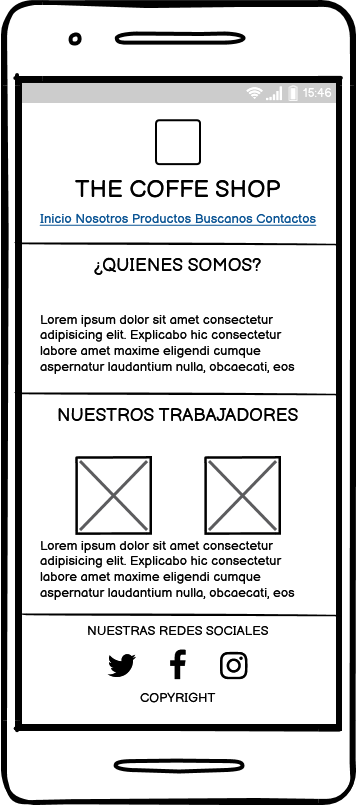 15:46
THE COFFE SHOP
Inicio Nosotros Productos Buscanos Contactos
¿QUIENES SOMOS?
Lorem ipsum dolor sit amet consectetur
adipisicing elit. Explicabo hic consectetur
labore amet maxime eligendi cumque
aspernatur laudantium nulla, obcaecati, eos
NUESTROS TRABAJADORES
Lorem ipsum dolor sit amet consectetur
adipisicing elit. Explicabo hic consectetur
labore amet maxime eligendi cumque
aspernatur laudantium nulla, obcaecati, eos
NUESTRAS REDES SOCIALES
COPYRIGHT